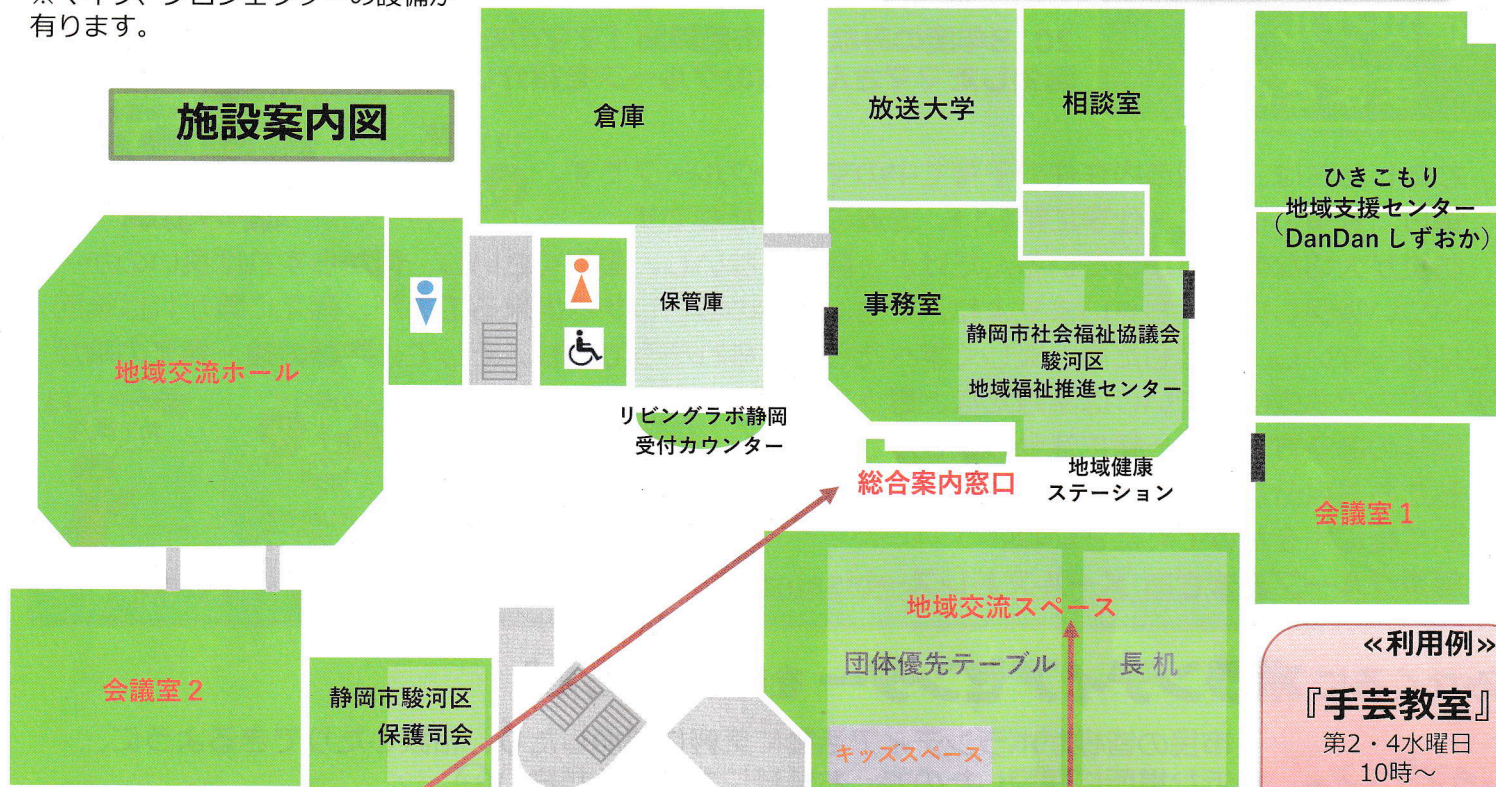 有ります。
施設案内図
倉庫
放送大学
相談室
ひきこもり
地域支援センター
(DanDan しずおか)
地域交流ホール
保管庫
事務室
静岡市社会福祉協議会
駿河区
地域福祉推進センター
リビングラボ静岡
受付カウンター
総合案内窓口
地域健康
ステーション
会議室1
地域交流スペース
団体優先テーブル
長机
キッズスペース
会議室2
静岡市駿河区
保護司会
≪利用例≫
『手芸教室』
第2・4水曜日
10時～